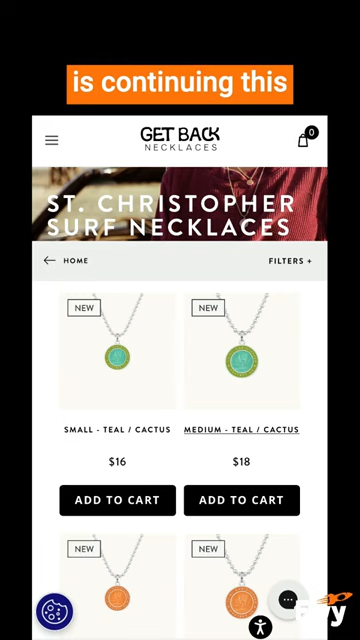 is continuing this
GET BACK
NECKLACES
0
ST. CHRISTOPHER
SURF NECKLACES
HOME
FILTERS +
NEW
NEW
SMALL - TEAL / CACTUS
MEDIUM - TEAL / CACTUS
$16
$18
ADD TO CART
ADD TO CART
NEW
NEW